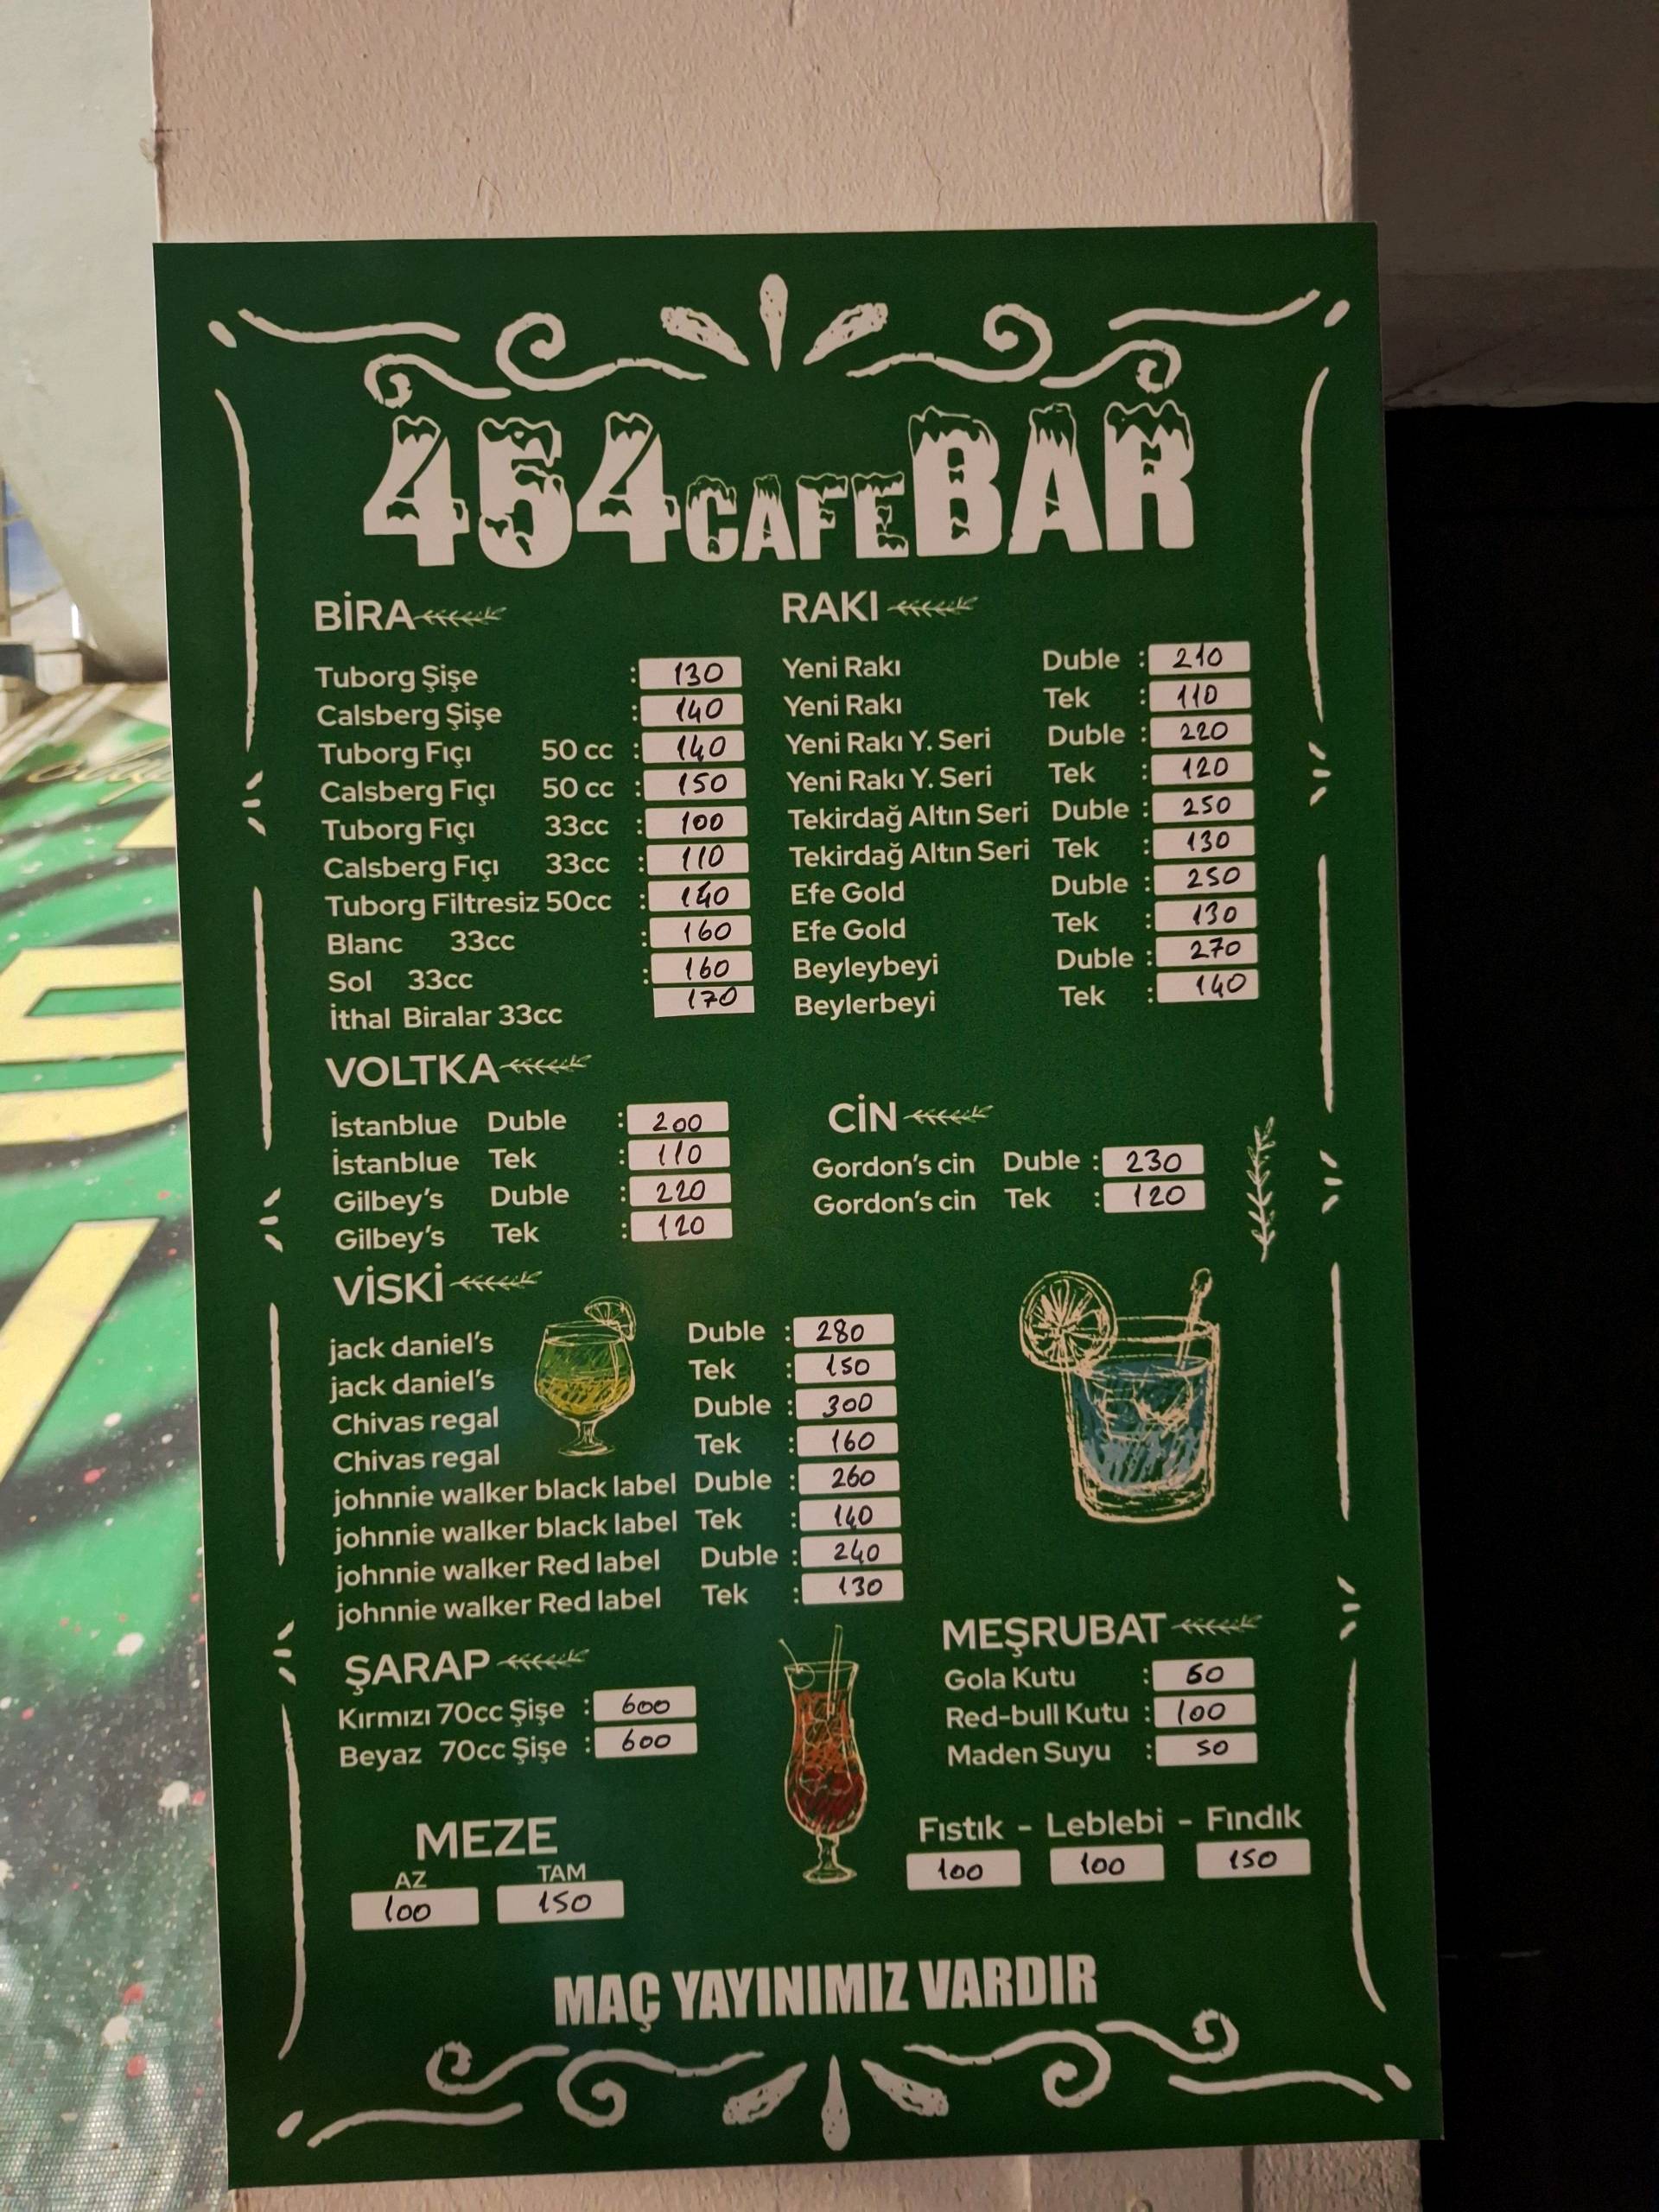 454 CAFE BAR
BİRA
Tuborg Şişe : 130
Calsberg Şişe : 140
Tuborg Fıçı 50 cc : 140
Calsberg Fıçı 50 cc : 150
Tuborg Fıçı 33cc : 100
Calsberg Fıçı 33cc : 110
Tuborg Filtresiz 50cc : 140
Blanc 33cc : 160
Sol 33cc : 160
İthal Biralar 33cc 170
RAKI
Yeni Rakı Duble : 210
Yeni Rakı Tek : 110
Yeni Rakı Y. Seri Duble : 220
Yeni Rakı Y. Seri Tek : 120
Tekirdağ Altın Seri Duble : 250
Tekirdağ Altın Seri Tek : 130
Efe Gold Duble : 250
Efe Gold Tek : 130
Beyleybeyi Duble : 270
Beylerbeyi Tek : 140
VOLTKA
İstanblue Duble : 200
İstanblue Tek : 110
Gilbey's Duble : 220
Gilbey's Tek : 120
CİN
Gordon's cin Duble : 230
Gordon's cin Tek : 120
VİSKİ
jack daniel's Duble : 280
jack daniel's Tek : 150
Chivas regal Duble : 300
Chivas regal Tek : 160
johnnie walker black label Duble : 260
johnnie walker black label Tek : 140
johnnie walker Red label Duble : 240
johnnie walker Red label Tek : 130
ŞARAP
Kırmızı 70cc Şişe : 600
Beyaz 70cc Şişe : 600
MEŞRUBAT
Gola Kutu : 60
Red-bull Kutu : 100
Maden Suyu : 50
MEZE
AZ TAM
100 150
Fıstık - Leblebi - Fındık
100 100 150
MAÇ YAYINIMIZ VARDIR